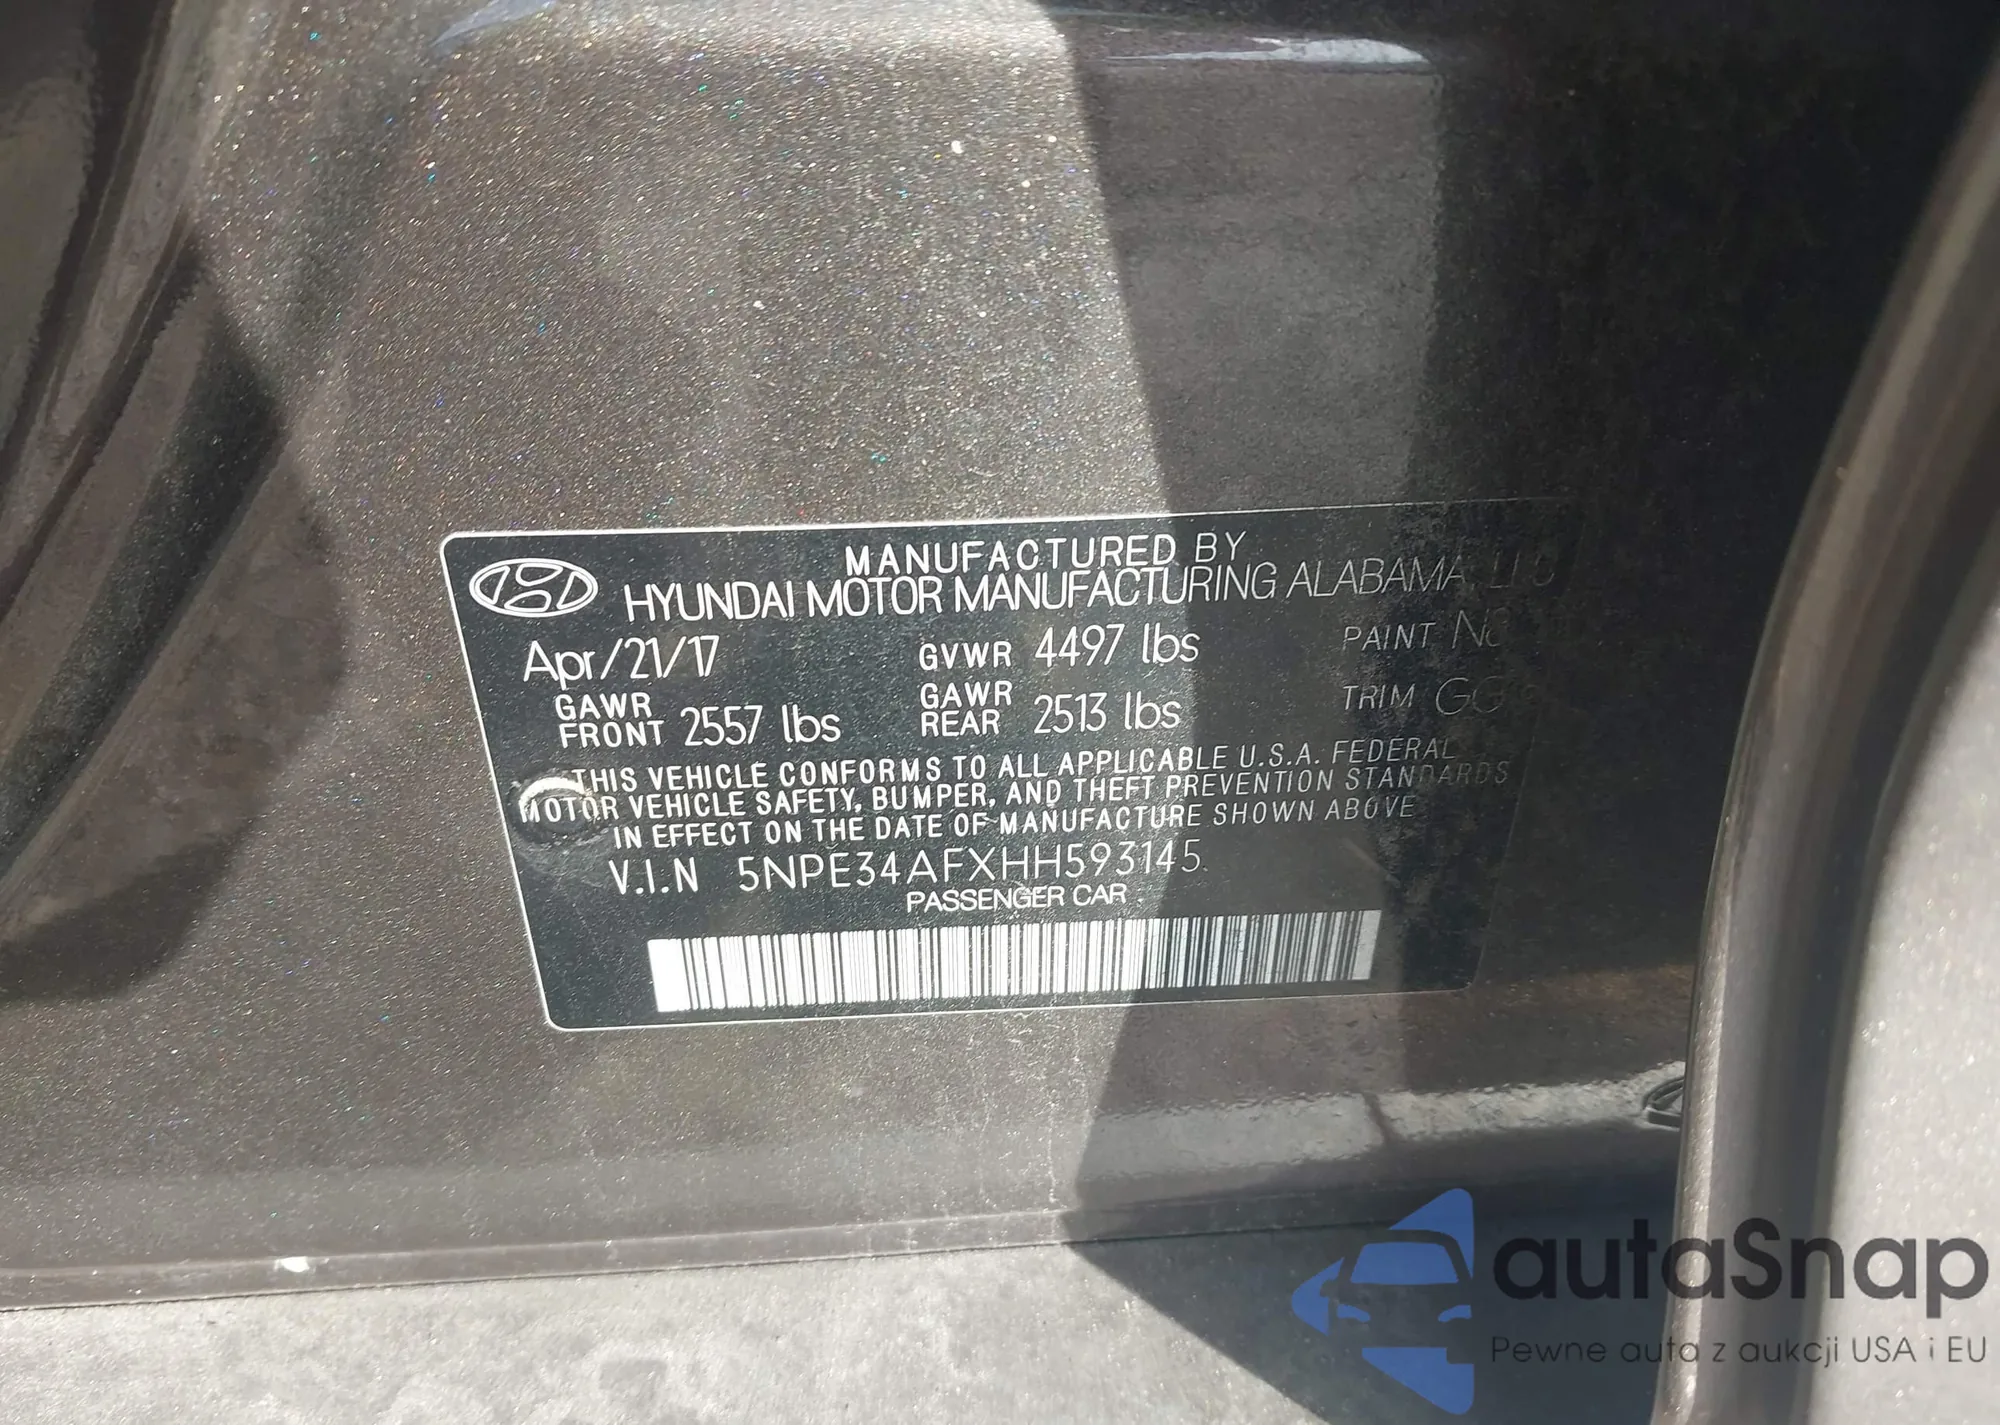 MANUFACTURED BY
HYUNDAI MOTOR MANUFACTURING ALABAMA, LLC
Apr/21/17 GVWR 4497 lbs PAINT
GAWR FRONT 2557 lbs GAWR REAR 2513 lbs TRIM
THIS VEHICLE CONFORMS TO ALL APPLICABLE U.S.A. FEDERAL
MOTOR VEHICLE SAFETY, BUMPER, AND THEFT PREVENTION STANDARDS
IN EFFECT ON THE DATE OF MANUFACTURE SHOWN ABOVE
V.I.N 5NPE34AFXHH593145
PASSENGER CAR
autaSnap
Pewne auta z aukcji USA i EU